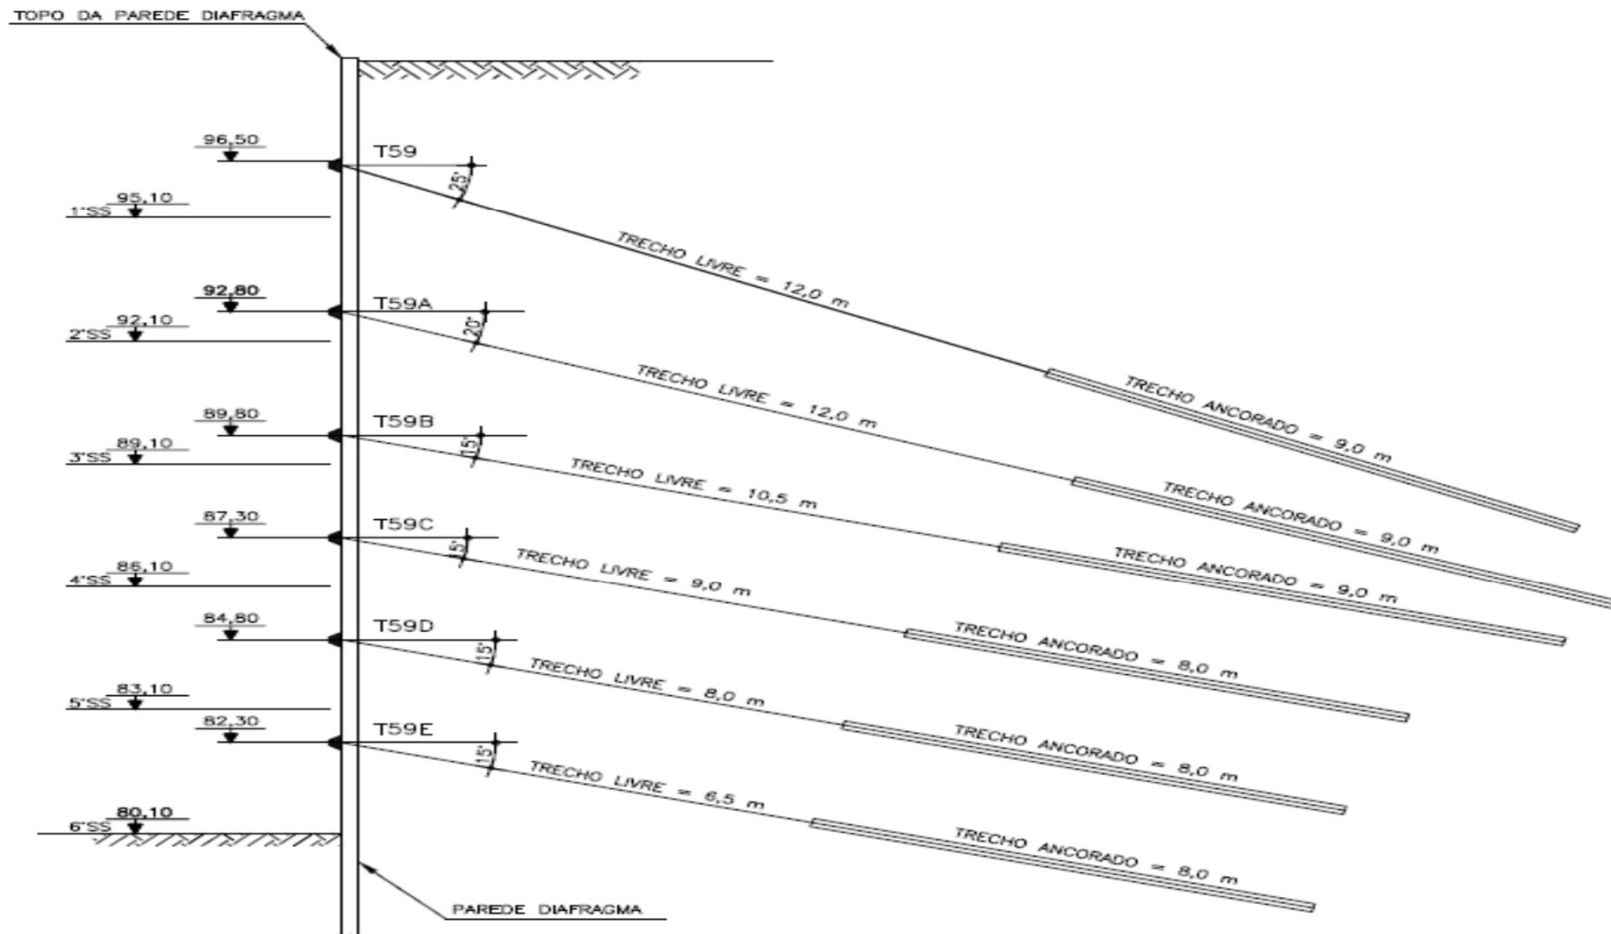 TOPO DA PAREDE DIAFRAGMA
96,50
T59
25'
95,10
1°SS
TRECHO LIVRE = 12,0 m
92,80
T59A
20'
92,10
2°SS
TRECHO LIVRE = 12,0 m
TRECHO ANCORADO = 9,0 m
89,80
T59B
15'
89,10
3°SS
TRECHO LIVRE = 10,5 m
TRECHO ANCORADO = 9,0 m
87,30
T59C
15'
86,10
4°SS
TRECHO LIVRE = 9,0 m
TRECHO ANCORADO = 9,0 m
84,80
T59D
15'
TRECHO ANCORADO = 8,0 m
83,10
5°SS
TRECHO LIVRE = 8,0 m
82,30
T59E
15'
TRECHO ANCORADO = 8,0 m
TRECHO LIVRE = 6,5 m
80,10
6°SS
TRECHO ANCORADO = 8,0 m
PAREDE DIAFRAGMA